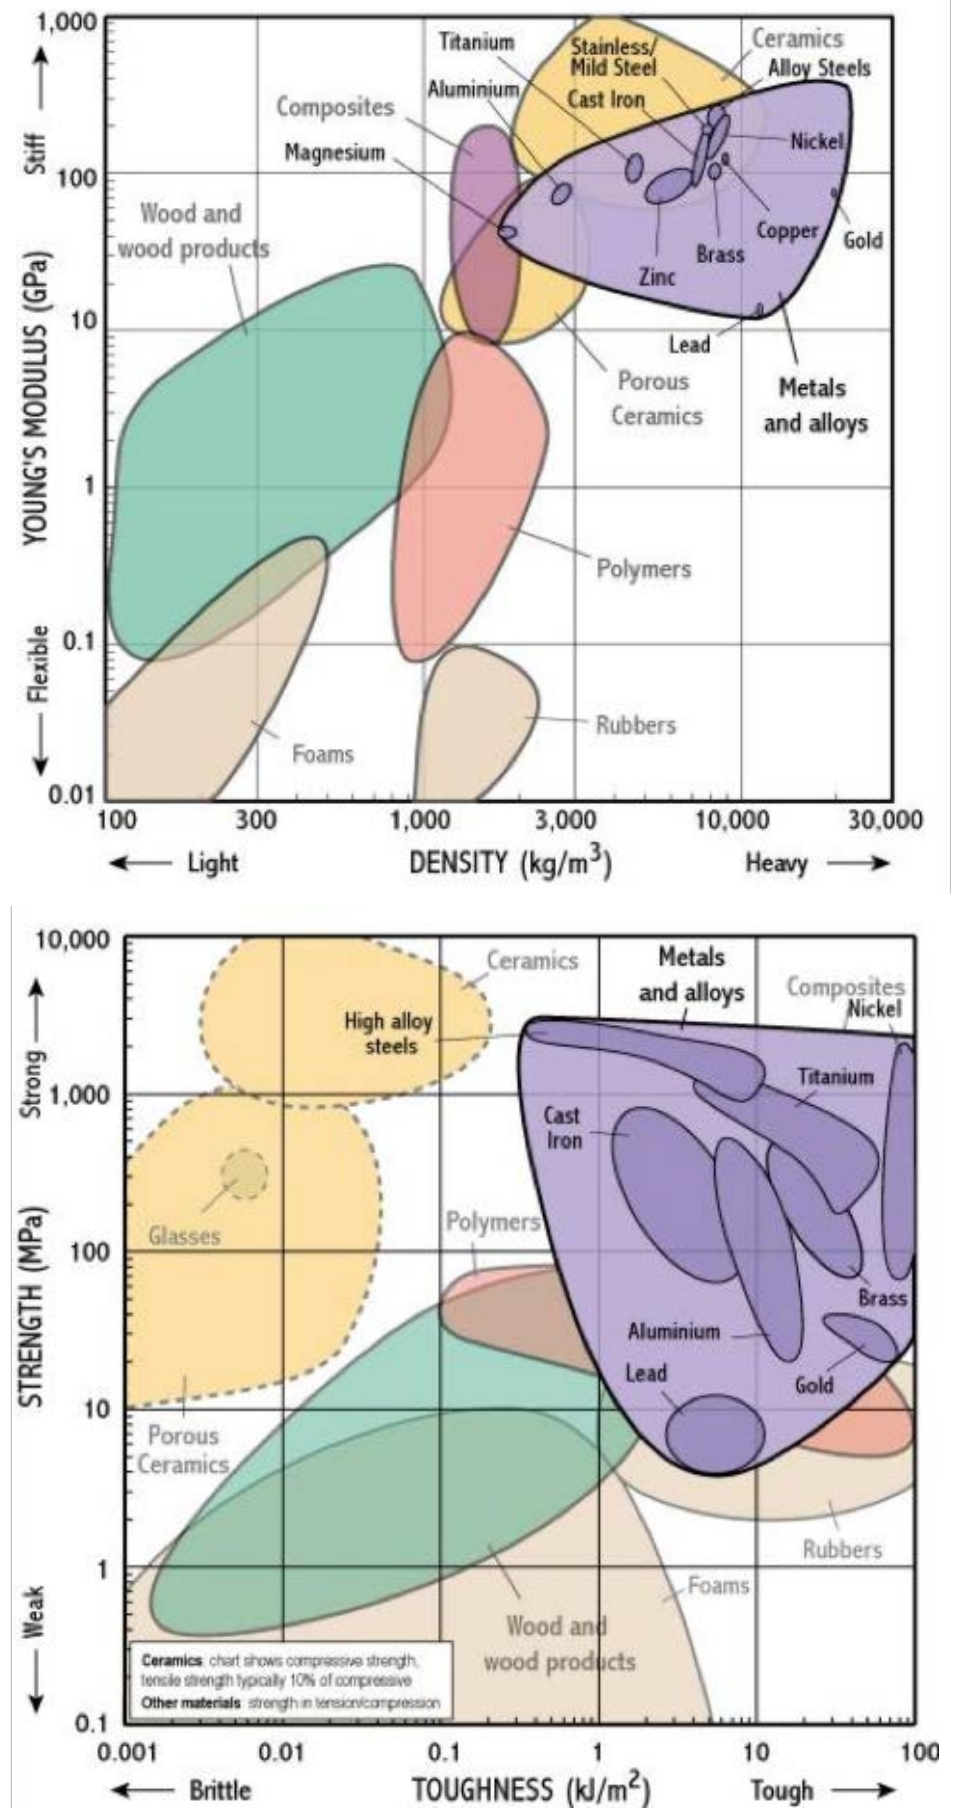 1,000
Stiff
100
10
1
0.1
0.01
Flexible
YOUNG'S MODULUS (GPa)
Titanium
Stainless/
Mild Steel
Ceramics
Alloy Steels
Aluminium
Cast Iron
Composites
Magnesium
Nickel
Wood and
wood products
Copper
Gold
Brass
Zinc
Lead
Porous
Ceramics
Metals
and alloys
Polymers
Rubbers
Foams
100
300
1,000
3,000
10,000
30,000
Light
DENSITY (kg/m³)
Heavy
10,000
Strong
1,000
100
10
1
0.1
Weak
STRENGTH (MPa)
Ceramics
Metals
and alloys
Composites
Nickel
High alloy
steels
Titanium
Cast
Iron
Glasses
Polymers
Brass
Aluminium
Lead
Gold
Porous
Ceramics
Rubbers
Foams
Wood and
wood products
Ceramics: chart shows compressive strength,
tensile strength typically 10% of compressive
Other materials: strength in tension/compression
0.001
0.01
0.1
1
10
100
Brittle
TOUGHNESS (kJ/m²)
Tough